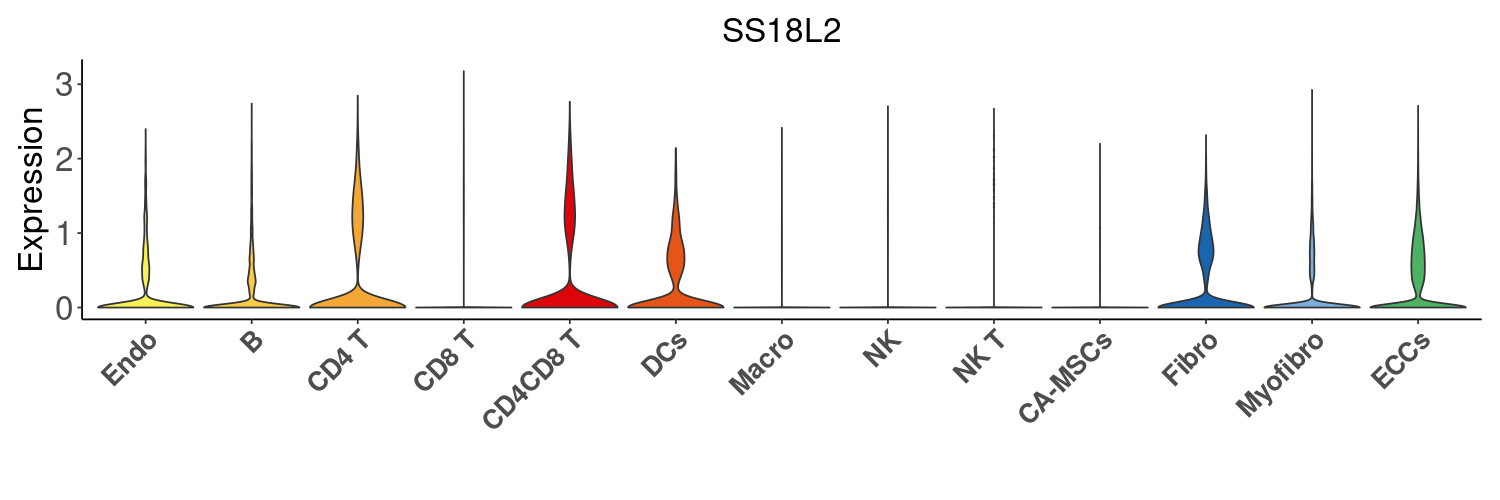 SS18L2
Expression
3
2
1
0
Endo
B
CD4 T
CD8 T
CD4CD8 T
DCs
Macro
NK
NK T
CA-MSCs
Fibro
Myofibro
ECCs